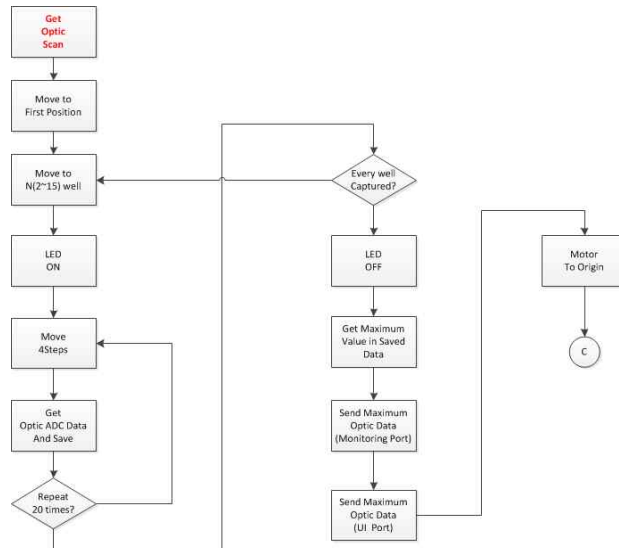 Get
Optic
Scan
Move to
First Position
Move to
N(2~15) well
LED
ON
Move
4Steps
Get
Optic ADC Data
And Save
Repeat
20 times?
Every well
Captured?
LED
OFF
Get Maximum
Value in Saved
Data
Send Maximum
Optic Data
(Monitoring Port)
Send Maximum
Optic Data
(UI Port)
Motor
To Origin
C